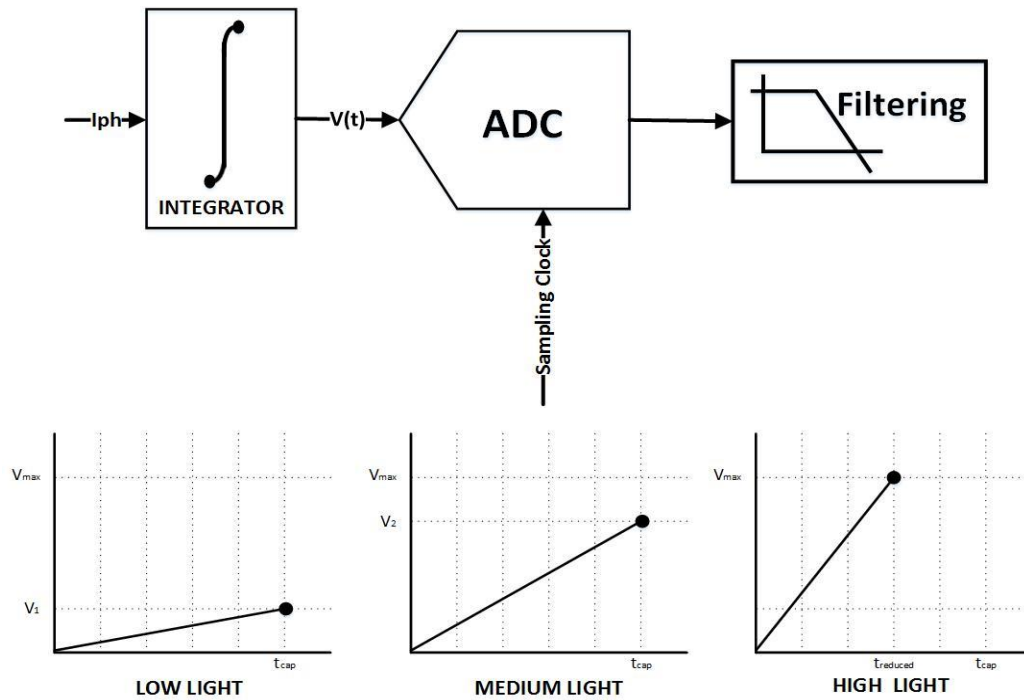 Iph
INTEGRATOR
V(t)
ADC
Sampling Clock
Filtering
Vmax
V1
tcap
LOW LIGHT
Vmax
V2
tcap
MEDIUM LIGHT
Vmax
treduced
tcap
HIGH LIGHT